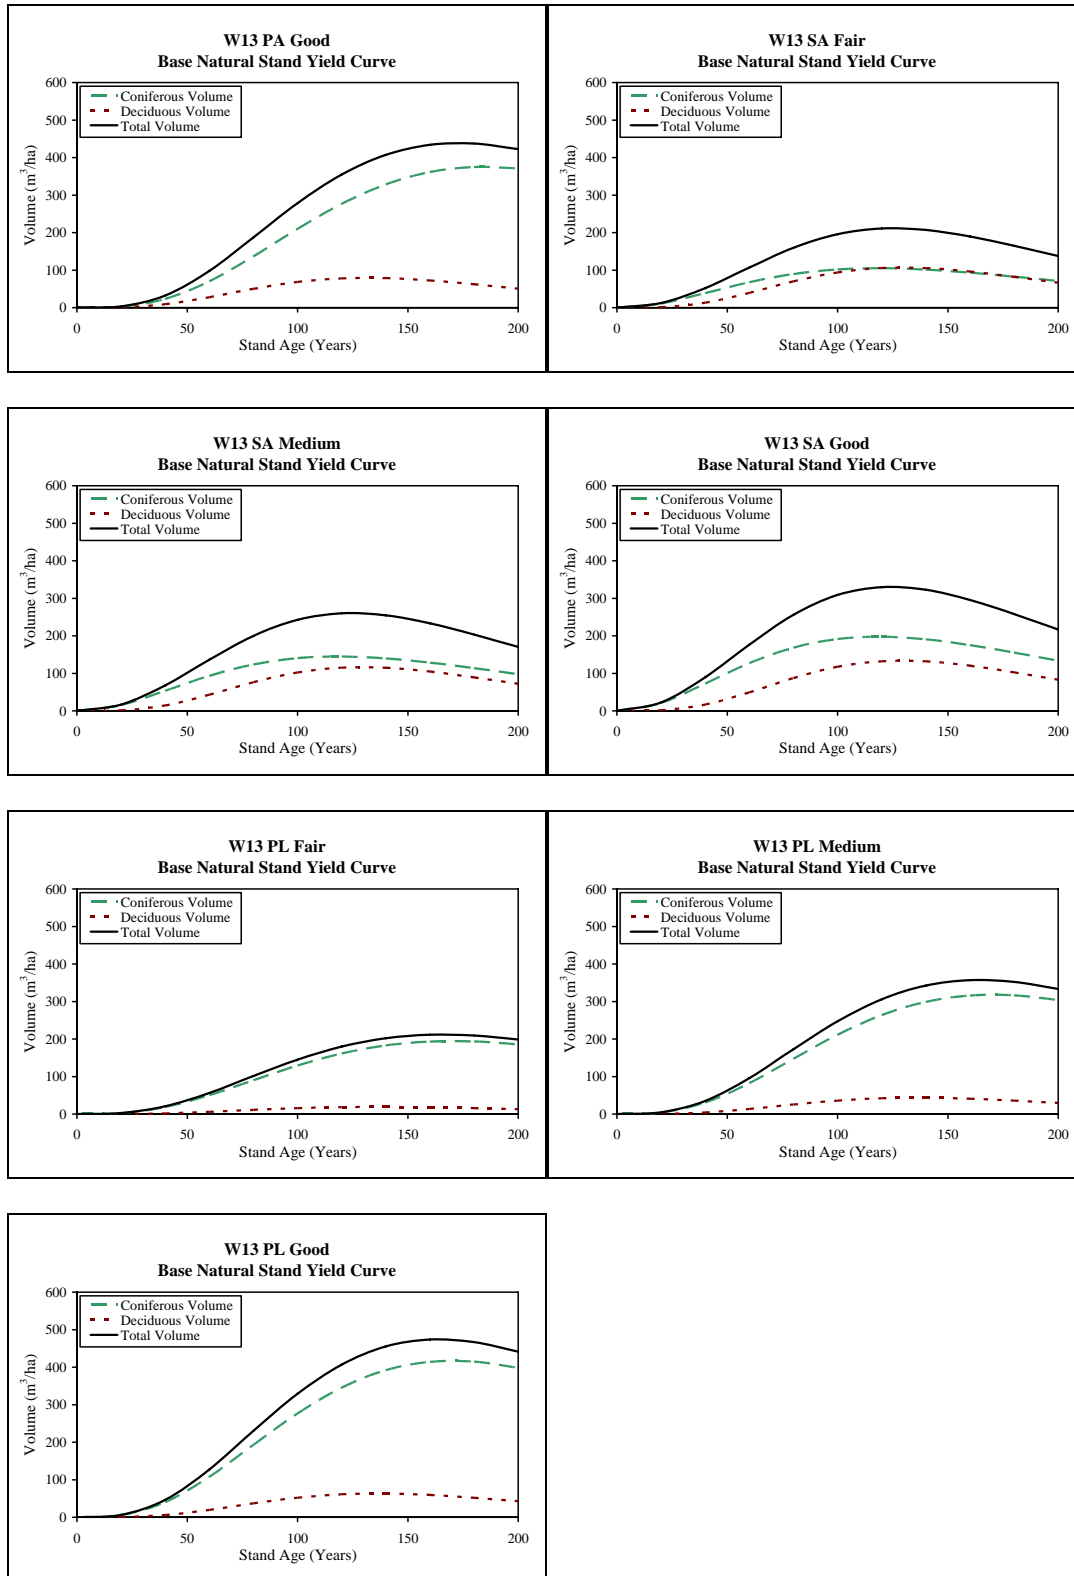 W13 PA Good
Base Natural Stand Yield Curve
Coniferous Volume
Deciduous Volume
Total Volume
600
500
400
300
200
100
0
Volume (m³/ha)
0 50 100 150 200
Stand Age (Years)
W13 SA Fair
Base Natural Stand Yield Curve
Coniferous Volume
Deciduous Volume
Total Volume
600
500
400
300
200
100
0
Volume (m³/ha)
0 50 100 150 200
Stand Age (Years)
W13 SA Medium
Base Natural Stand Yield Curve
Coniferous Volume
Deciduous Volume
Total Volume
600
500
400
300
200
100
0
Volume (m³/ha)
0 50 100 150 200
Stand Age (Years)
W13 SA Good
Base Natural Stand Yield Curve
Coniferous Volume
Deciduous Volume
Total Volume
600
500
400
300
200
100
0
Volume (m³/ha)
0 50 100 150 200
Stand Age (Years)
W13 PL Fair
Base Natural Stand Yield Curve
Coniferous Volume
Deciduous Volume
Total Volume
600
500
400
300
200
100
0
Volume (m³/ha)
0 50 100 150 200
Stand Age (Years)
W13 PL Medium
Base Natural Stand Yield Curve
Coniferous Volume
Deciduous Volume
Total Volume
600
500
400
300
200
100
0
Volume (m³/ha)
0 50 100 150 200
Stand Age (Years)
W13 PL Good
Base Natural Stand Yield Curve
Coniferous Volume
Deciduous Volume
Total Volume
600
500
400
300
200
100
0
Volume (m³/ha)
0 50 100 150 200
Stand Age (Years)